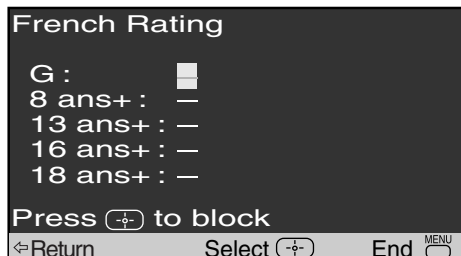 French Rating
G : –
8 ans+ : –
13 ans+ : –
16 ans+ : –
18 ans+ : –
Press to block
Return Select End MENU